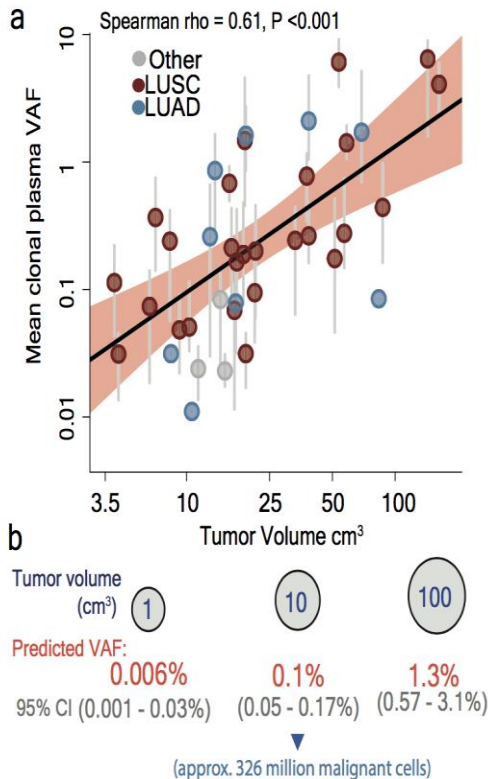 a
Spearman rho = 0.61, P <0.001
Other
LUSC
LUAD
Mean clonal plasma VAF
10
1
0.1
0.01
3.5 10 25 50 100
Tumor Volume cm³
b
Tumor volume
(cm³)
1 10 100
Predicted VAF:
0.006% 0.1% 1.3%
95% CI (0.001 - 0.03%) (0.05 - 0.17%) (0.57 - 3.1%)
(approx. 326 million malignant cells)